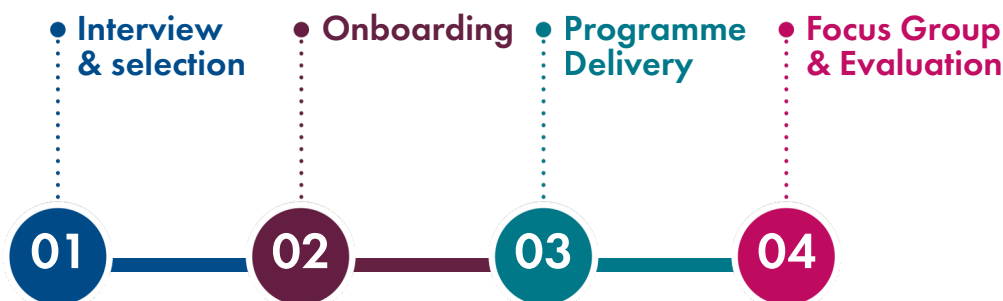 Interview
& selection
Onboarding
Programme
Delivery
Focus Group
& Evaluation
01
02
03
04